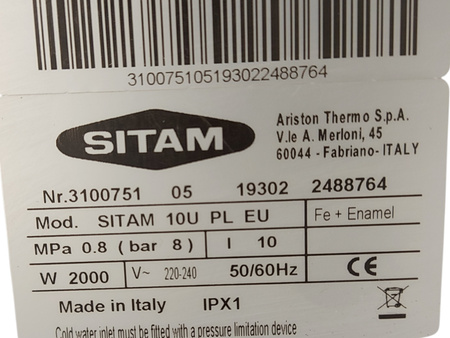 310075105193022488764
SITAM
Ariston Thermo S.p.A.
V.le A. Merloni, 45
60044 - Fabriano- ITALY
Nr.3100751 05 19302 2488764
Mod. SITAM 10U PL EU Fe + Enamel
MPa 0.8 ( bar 8 ) I 10
W 2000 V~ 220-240 50/60Hz CE
Made in Italy IPX1
Cold water inlet must be fitted with a pressure limitation device